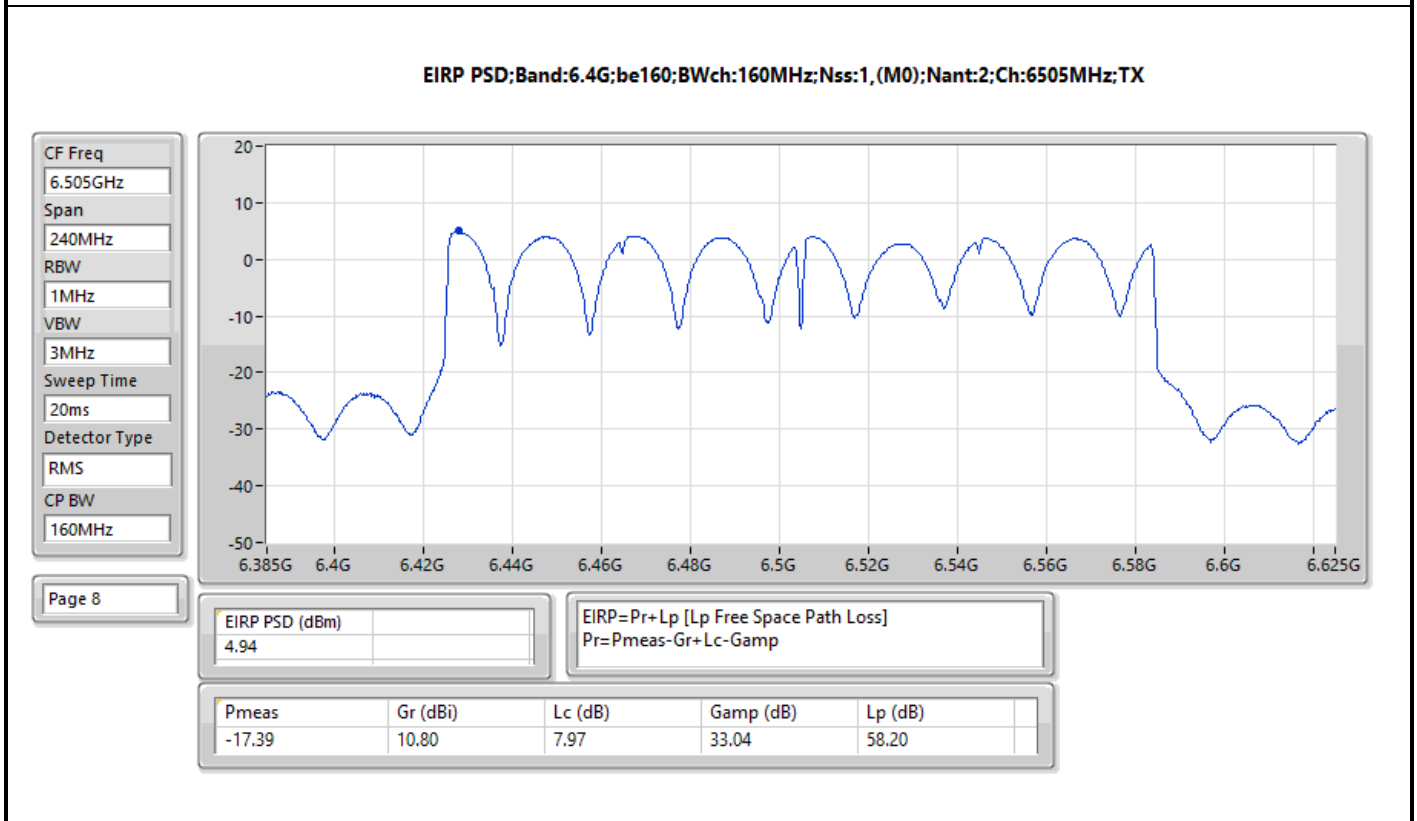 EIRP PSD;Band:6.4G;be160;BWch:160MHz;Nss:1,(M0);Nant:2;Ch:6505MHz;TX
CF Freq
6.505GHz
Span
240MHz
RBW
1MHz
VBW
3MHz
Sweep Time
20ms
Detector Type
RMS
CP BW
160MHz
Page 8
20
10
0
-10
-20
-30
-40
-50
6.385G 6.4G 6.42G 6.44G 6.46G 6.48G 6.5G 6.52G 6.54G 6.56G 6.58G 6.6G 6.625G
EIRP PSD (dBm)
4.94
EIRP=Pr+Lp [Lp Free Space Path Loss]
Pr=Pmeas-Gr+Lc-Gamp
Pmeas Gr (dBi) Lc (dB) Gamp (dB) Lp (dB)
-17.39 10.80 7.97 33.04 58.20